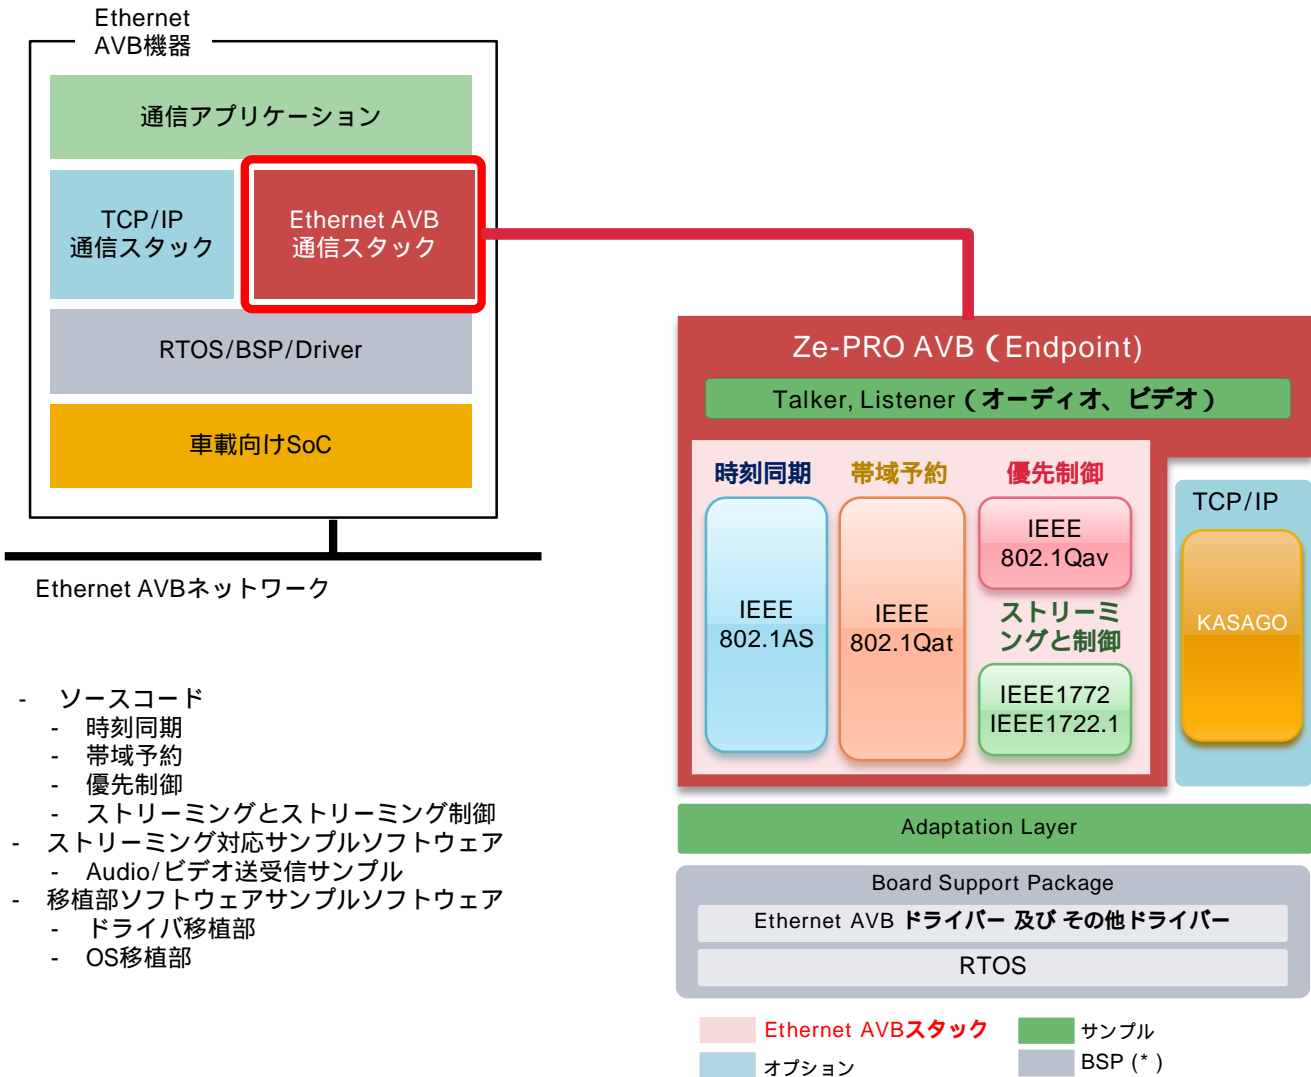 Ethernet
AVB機器
通信アプリケーション
TCP/IP
通信スタック
Ethernet AVB
通信スタック
RTOS/BSP/Driver
車載向けSoC
Ethernet AVBネットワーク
- ソースコード
- 時刻同期
- 帯域予約
- 優先制御
- ストリーミングとストリーミング制御
- ストリーミング対応サンプルソフトウェア
- Audio/ビデオ送受信サンプル
- 移植部ソフトウェアサンプルソフトウェア
- ドライバ移植部
- OS移植部
Ze-PRO AVB（Endpoint)
Talker, Listener（オーディオ、ビデオ）
時刻同期
IEEE
802.1AS
帯域予約
IEEE
802.1Qat
優先制御
IEEE
802.1Qav
ストリーミ
ングと制御
IEEE1772
IEEE1722.1
TCP/IP
KASAGO
Adaptation Layer
Board Support Package
Ethernet AVB ドライバー 及び その他ドライバー
RTOS
Ethernet AVBスタック
サンプル
オプション
BSP (* )